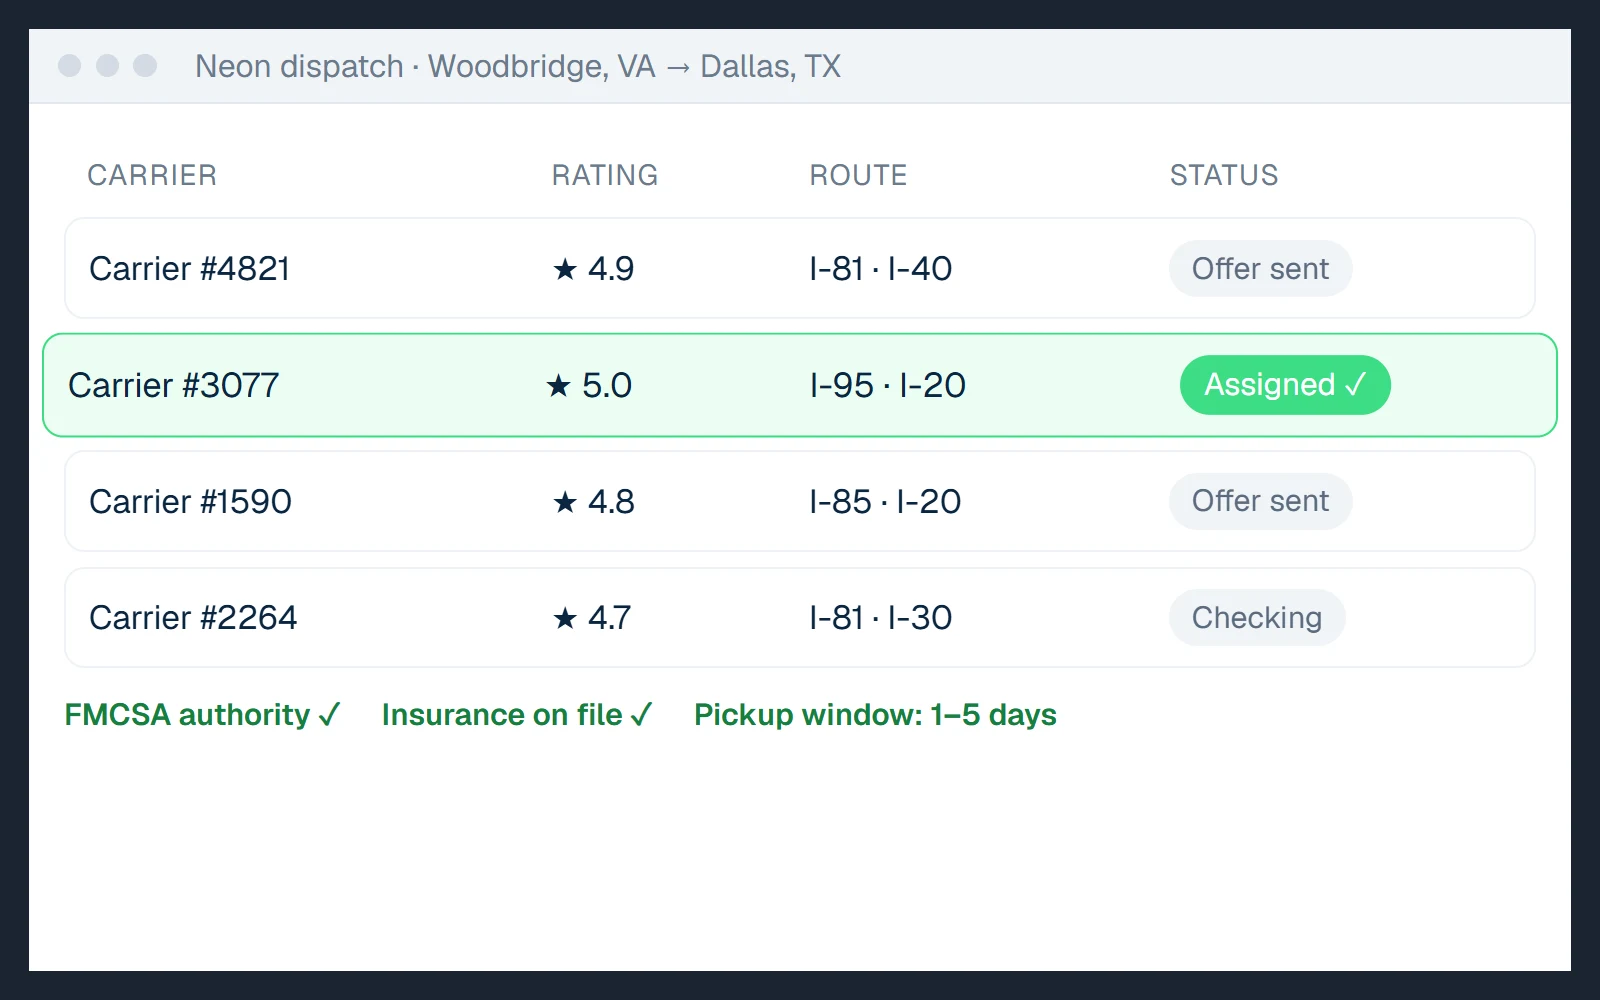 Neon dispatch · Woodbridge, VA → Dallas, TX
CARRIER RATING ROUTE STATUS
Carrier #4821 ★ 4.9 I-81 · I-40 Offer sent
Carrier #3077 ★ 5.0 I-95 · I-20 Assigned ✓
Carrier #1590 ★ 4.8 I-85 · I-20 Offer sent
Carrier #2264 ★ 4.7 I-81 · I-30 Checking
FMCSA authority ✓ Insurance on file ✓ Pickup window: 1–5 days